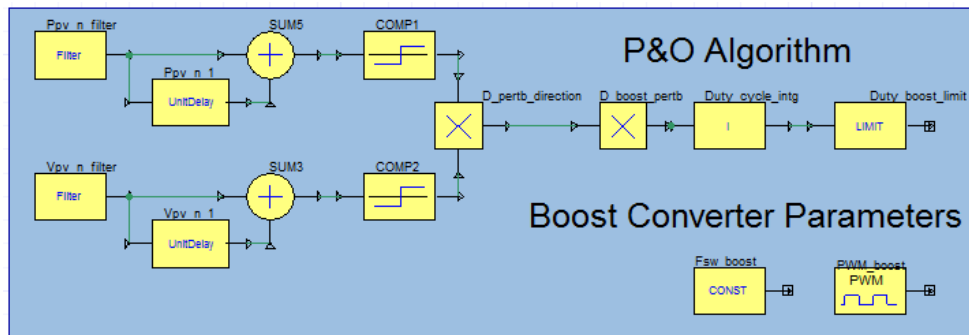 Ppv_n_filter
SUM5
COMP1
P&O Algorithm
Filter
Ppv_n_1
UnitDelay
D_pertb_direction
D_boost_pertb
Duty_cycle_intg
Duty_boost_limit
I
LIMIT
Vpv_n_filter
SUM3
COMP2
Filter
Vpv_n_1
UnitDelay
Boost Converter Parameters
Fsw_boost
PWM_boost
CONST
PWM